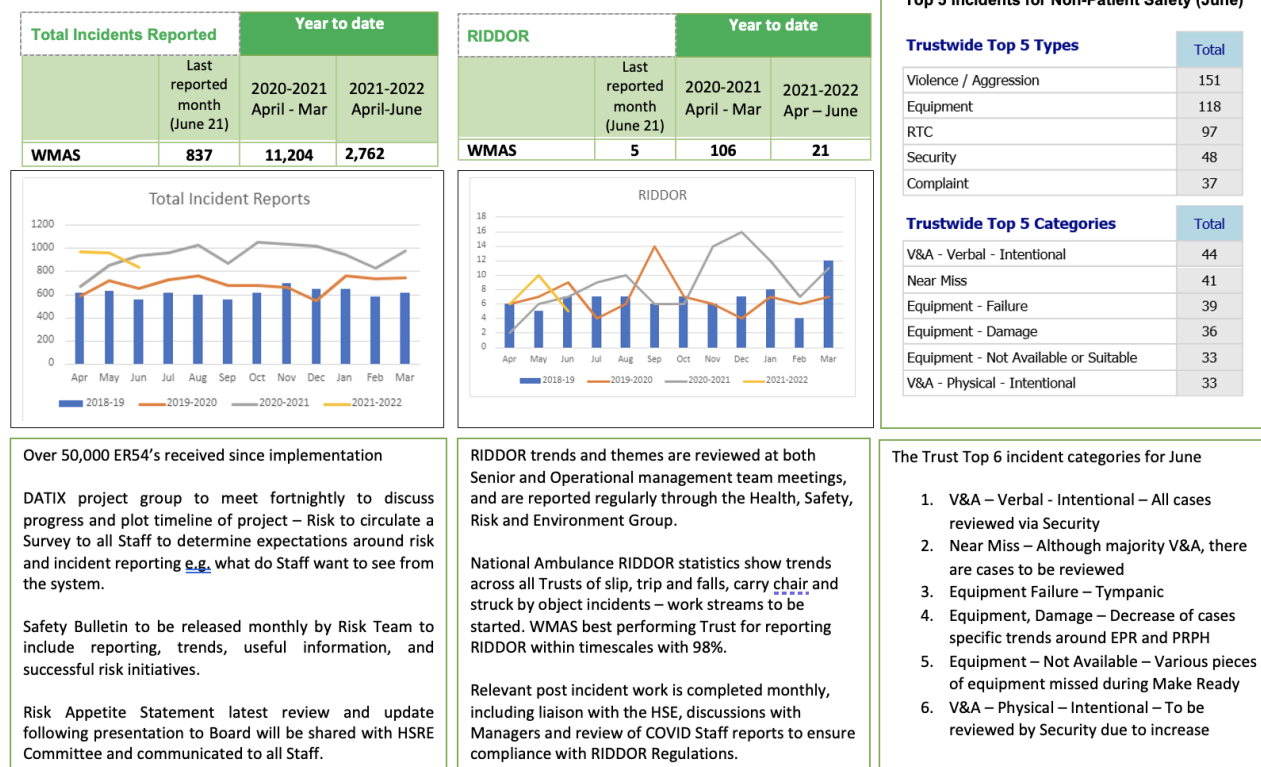 Total Incidents Reported
Year to date
Last reported month (June 21)
2020-2021 April - Mar
2021-2022 April-June
WMAS 837 11,204 2,762
Total Incident Reports
1200
1000
800
600
400
200
0
Apr May Jun Jul Aug Sep Oct Nov Dec Jan Feb Mar
2018-19 2019-2020 2020-2021 2021-2022
Over 50,000 ER54’s received since implementation
DATIX project group to meet fortnightly to discuss
progress and plot timeline of project – Risk to circulate a
Survey to all Staff to determine expectations around risk
and incident reporting e.g. what do Staff want to see from
the system.
Safety Bulletin to be released monthly by Risk Team to
include reporting, trends, useful information, and
successful risk initiatives.
Risk Appetite Statement latest review and update
following presentation to Board will be shared with HSRE
Committee and communicated to all Staff.
RIDDOR
Year to date
Last reported month (June 21)
2020-2021 April - Mar
2021-2022 Apr – June
WMAS 5 106 21
RIDDOR
18
16
14
12
10
8
6
4
2
0
Apr May Jun Jul Aug Sep Oct Nov Dec Jan Feb Mar
2018-19 2019-2020 2020-2021 2021-2022
RIDDOR trends and themes are reviewed at both
Senior and Operational management team meetings,
and are reported regularly through the Health, Safety,
Risk and Environment Group.
National Ambulance RIDDOR statistics show trends
across all Trusts of slip, trip and falls, carry chair and
struck by object incidents – work streams to be
started. WMAS best performing Trust for reporting
RIDDOR within timescales with 98%.
Relevant post incident work is completed monthly,
including liaison with the HSE, discussions with
Managers and review of COVID Staff reports to ensure
compliance with RIDDOR Regulations.
Top 5 Incidents for Non-Patient Safety (June)
Trustwide Top 5 Types Total
Violence / Aggression 151
Equipment 118
RTC 97
Security 48
Complaint 37
Trustwide Top 5 Categories Total
V&A - Verbal - Intentional 44
Near Miss 41
Equipment - Failure 39
Equipment - Damage 36
Equipment - Not Available or Suitable 33
V&A - Physical - Intentional 33
The Trust Top 6 incident categories for June
1. V&A – Verbal - Intentional – All cases
reviewed via Security
2. Near Miss – Although majority V&A, there
are cases to be reviewed
3. Equipment Failure – Tympanic
4. Equipment, Damage – Decrease of cases
specific trends around EPR and PRPH
5. Equipment – Not Available – Various pieces
of equipment missed during Make Ready
6. V&A – Physical – Intentional – To be
reviewed by Security due to increase